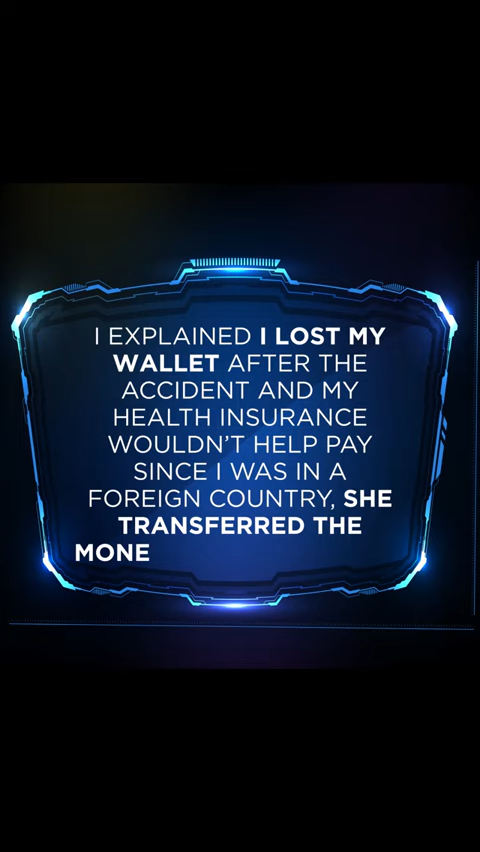 I EXPLAINED I LOST MY
WALLET AFTER THE
ACCIDENT AND MY
HEALTH INSURANCE
WOULDN'T HELP PAY
SINCE I WAS IN A
FOREIGN COUNTRY, SHE
TRANSFERRED THE
MONE